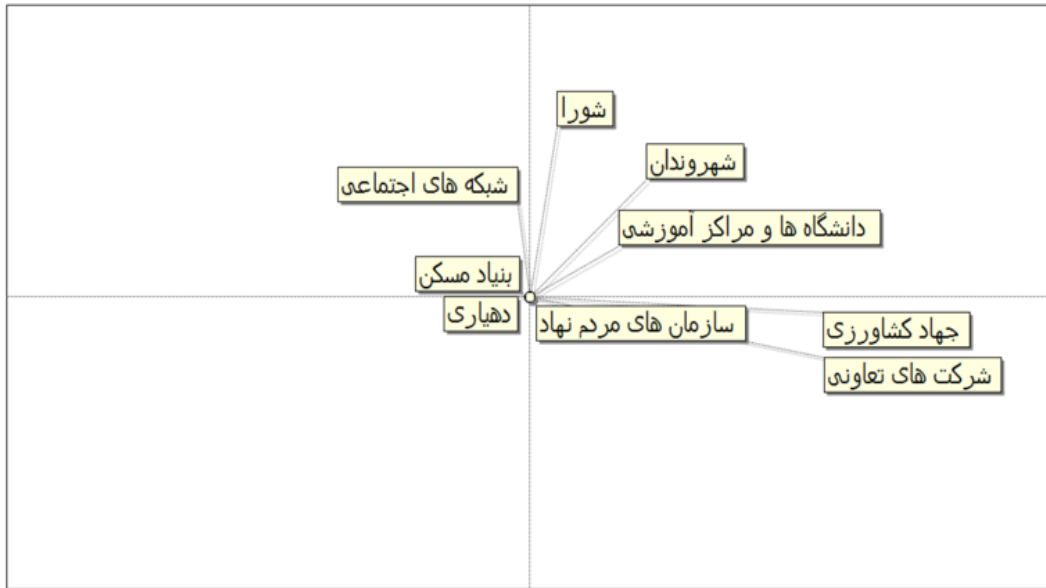 شورا
شهروندان
شبکه های اجتماعی
دانشگاه ها و مراکز آموزشی
بنیاد مسکن
دهیاری
سازمان های مردم نهاد
جهاد کشاورزی
شرکت های تعاونی